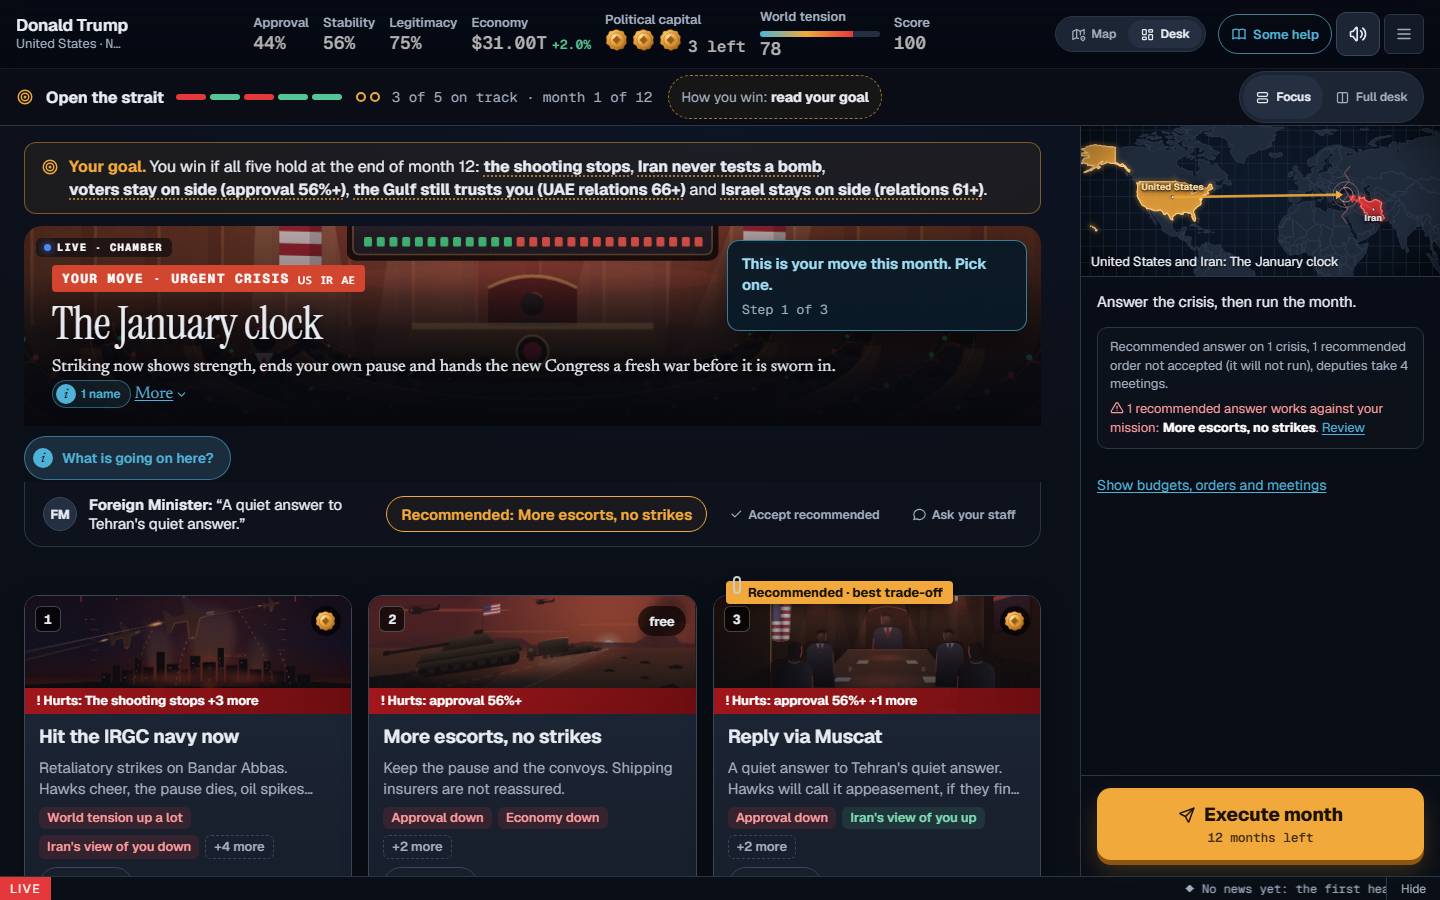 Donald Trump
United States · N...
Approval
44%
Stability
56%
Legitimacy
75%
Economy
$31.00T +2.0%
Political capital
3 left
World tension
78
Score
100
Map
Desk
Some help
Open the strait
3 of 5 on track · month 1 of 12
How you win: read your goal
Focus
Full desk
Your goal. You win if all five hold at the end of month 12: the shooting stops, Iran never tests a bomb,
voters stay on side (approval 56%+), the Gulf still trusts you (UAE relations 66+) and Israel stays on side (relations 61+).
LIVE · CHAMBER
YOUR MOVE · URGENT CRISIS US IR AE
The January clock
Striking now shows strength, ends your own pause and hands the new Congress a fresh war before it is sworn in.
i 1 name More
This is your move this month. Pick
one.
Step 1 of 3
i What is going on here?
FM
Foreign Minister: “A quiet answer to
Tehran's quiet answer.”
Recommended: More escorts, no strikes
Accept recommended
Ask your staff
1
! Hurts: The shooting stops +3 more
Hit the IRGC navy now
Retaliatory strikes on Bandar Abbas.
Hawks cheer, the pause dies, oil spikes...
World tension up a lot
Iran's view of you down
+4 more
2
free
! Hurts: approval 56%+
More escorts, no strikes
Keep the pause and the convoys. Shipping
insurers are not reassured.
Approval down
Economy down
+2 more
Recommended · best trade-off
3
! Hurts: approval 56%+ +1 more
Reply via Muscat
A quiet answer to Tehran's quiet answer.
Hawks will call it appeasement, if they fin...
Approval down
Iran's view of you up
+2 more
United States
Iran
United States and Iran: The January clock
Answer the crisis, then run the month.
Recommended answer on 1 crisis, 1 recommended
order not accepted (it will not run), deputies take 4
meetings.
1 recommended answer works against your
mission: More escorts, no strikes. Review
Show budgets, orders and meetings
Execute month
12 months left
LIVE
No news yet: the first hea
Hide